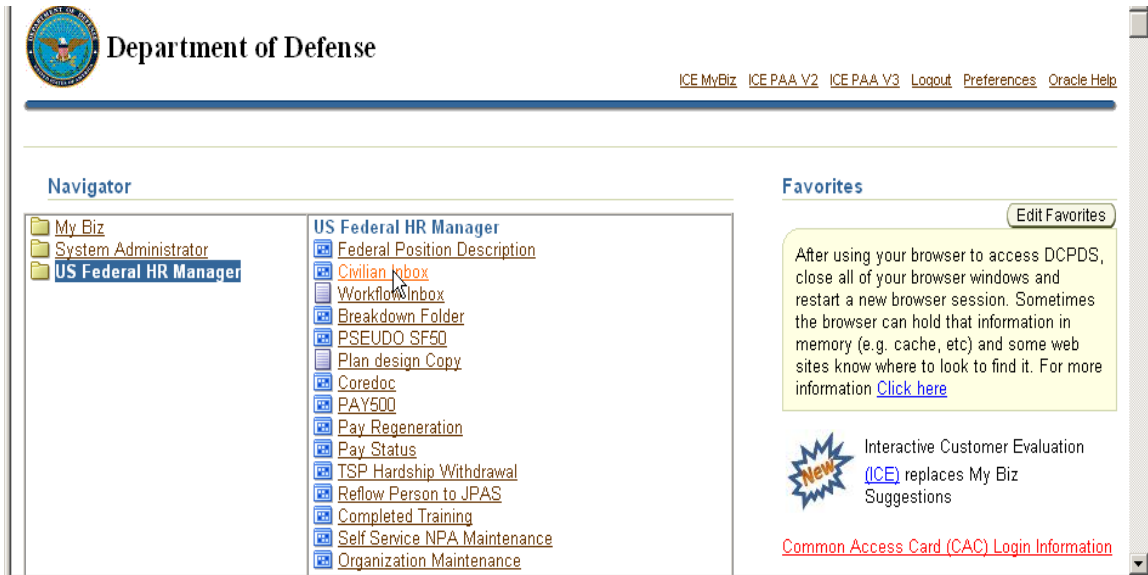 Department of Defense
ICE MyBiz ICE PAA V2 ICE PAA V3 Logout Preferences Oracle Help
Navigator
My Biz
System Administrator
US Federal HR Manager
US Federal HR Manager
Federal Position Description
Civilian Inbox
Workflow Inbox
Breakdown Folder
PSEUDO SF50
Plan design Copy
Coredoc
PAY500
Pay Regeneration
Pay Status
TSP Hardship Withdrawal
Reflow Person to JPAS
Completed Training
Self Service NPA Maintenance
Organization Maintenance
Favorites
Edit Favorites
After using your browser to access DCPDS,
close all of your browser windows and
restart a new browser session. Sometimes
the browser can hold that information in
memory (e.g. cache, etc) and some web
sites know where to look to find it. For more
information Click here
New
Interactive Customer Evaluation
(ICE) replaces My Biz
Suggestions
Common Access Card (CAC) Login Information